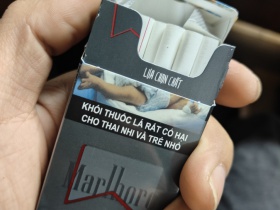 LỰA CHỌN CHẤT
KHÓI THUỐC LÁ RẤT CÓ HẠI
CHO THAI NHI VÀ TRẺ NHỎ
Marlboro